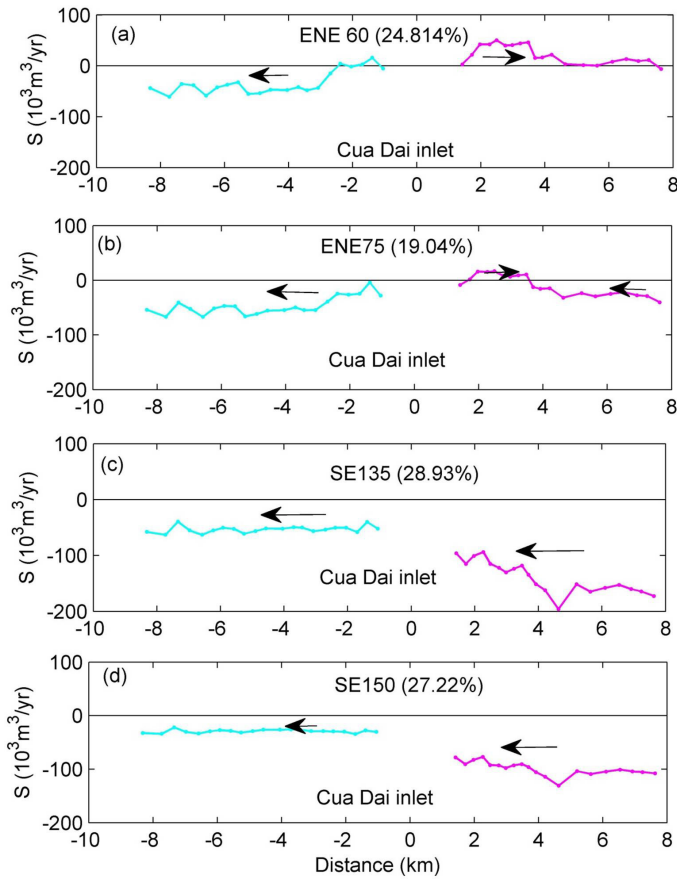 (a)
ENE 60 (24.814%)
100
0
-100
-200
S (10³m³/yr)
Cua Dai inlet
-10 -8 -6 -4 -2 0 2 4 6 8
(b)
ENE75 (19.04%)
100
0
-100
-200
S (10³m³/yr)
Cua Dai inlet
-10 -8 -6 -4 -2 0 2 4 6 8
(c)
SE135 (28.93%)
100
0
-100
-200
S (10³m³/yr)
Cua Dai inlet
-10 -8 -6 -4 -2 0 2 4 6 8
(d)
SE150 (27.22%)
100
0
-100
-200
S (10³m³/yr)
Cua Dai inlet
-10 -8 -6 -4 -2 0 2 4 6 8
Distance (km)